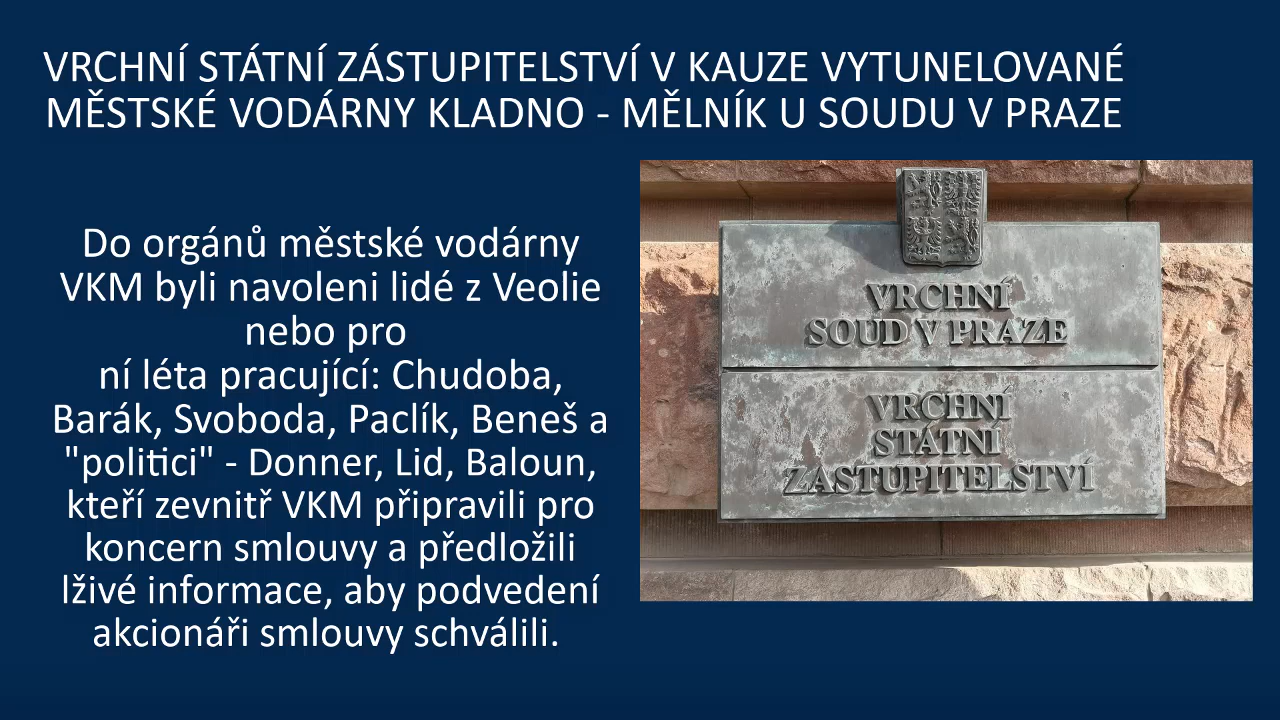 VRCHNÍ STÁTNÍ ZÁSTUPITELSTVÍ V KAUZE VYTUNELOVANÉ
MĚSTSKÉ VODÁRNY KLADNO - MĚLNÍK U SOUDU V PRAZE
Do orgánů městské vodárny
VKM byli navoleni lidé z Veolie
nebo pro
ní léta pracující: Chudoba,
Barák, Svoboda, Paclík, Beneš a
"politici" - Donner, Lid, Baloun,
kteří zevnitř VKM připravili pro
koncern smlouvy a předložili
lživé informace, aby podvedení
akcionáři smlouvy schválili.
VRCHNÍ
SOUD V PRAZE
VRCHNÍ
STÁTNÍ
ZASTUPITELSTVÍ